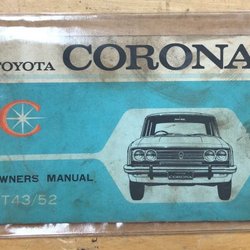 TOYOTA CORONA
C
OWNERS MANUAL
T43/52